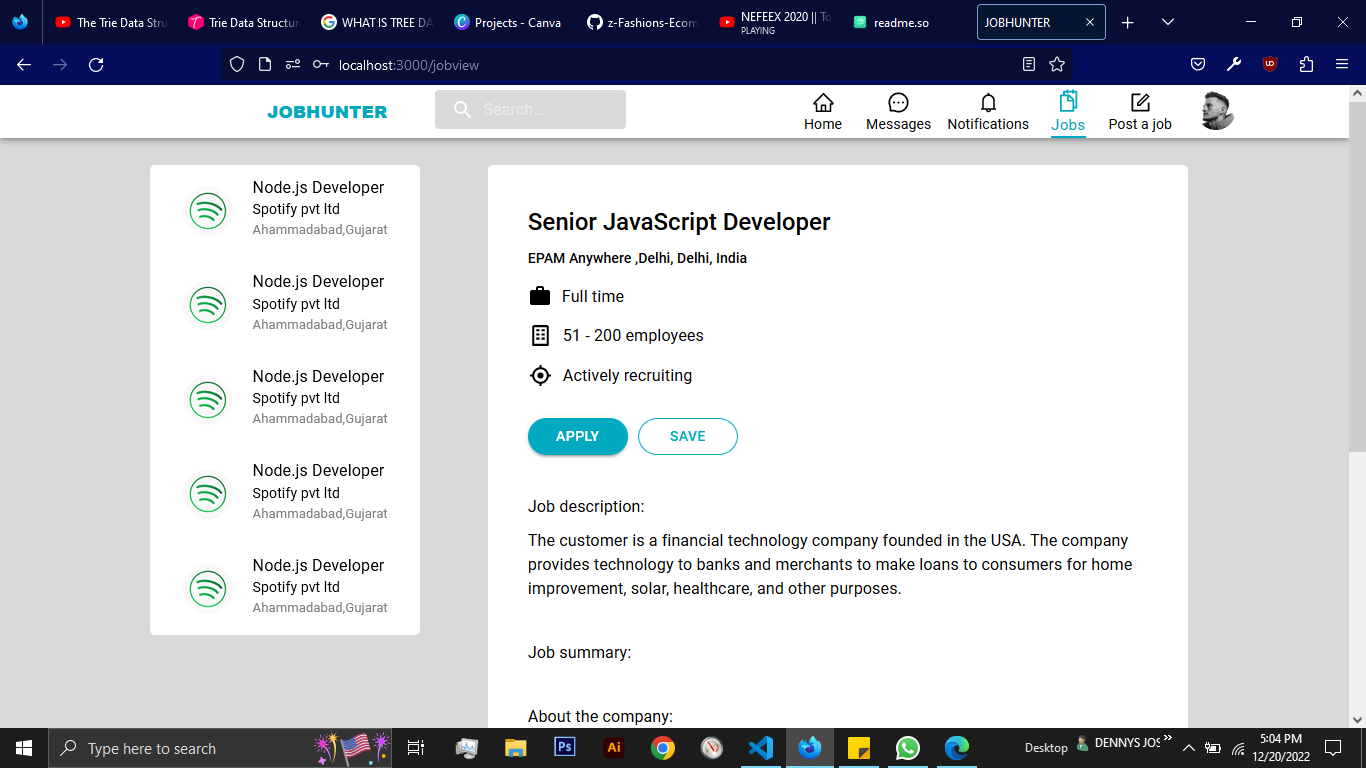 The Trie Data Stru
Trie Data Structur
WHAT IS TREE DA
Projects - Canva
z-Fashions-Ecom
NEFEEX 2020 || To
PLAYING
readme.so
JOBHUNTER
localhost:3000/jobview
JOBHUNTER
Search...
Home
Messages
Notifications
Jobs
Post a job
Node.js Developer
Spotify pvt ltd
Ahammadabad,Gujarat
Node.js Developer
Spotify pvt ltd
Ahammadabad,Gujarat
Node.js Developer
Spotify pvt ltd
Ahammadabad,Gujarat
Node.js Developer
Spotify pvt ltd
Ahammadabad,Gujarat
Node.js Developer
Spotify pvt ltd
Ahammadabad,Gujarat
Senior JavaScript Developer
EPAM Anywhere ,Delhi, Delhi, India
Full time
51 - 200 employees
Actively recruiting
APPLY
SAVE
Job description:
The customer is a financial technology company founded in the USA. The company
provides technology to banks and merchants to make loans to consumers for home
improvement, solar, healthcare, and other purposes.
Job summary:
About the company:
Type here to search
Ps
Ai
Desktop
DENNYS JOS
5:04 PM
12/20/2022